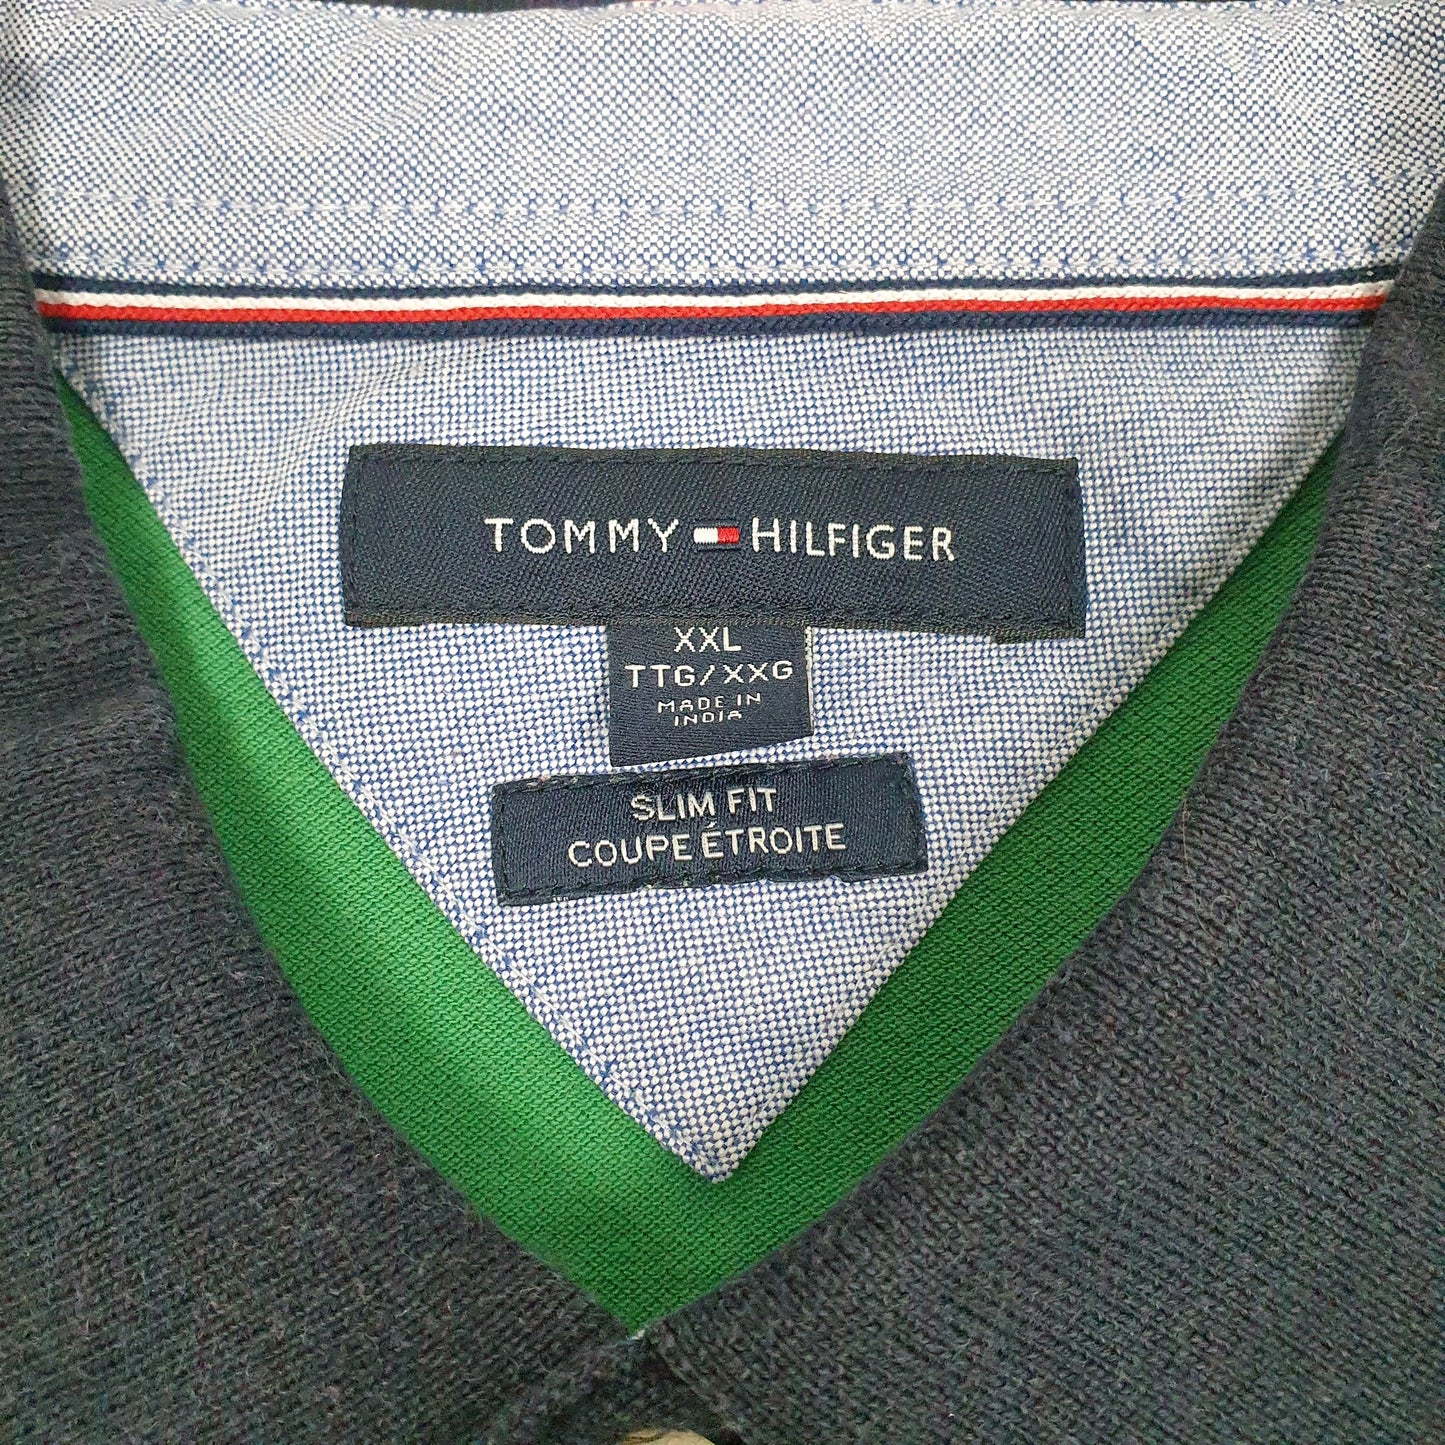 TOMMY HILFIGER
XXL
TTG/XXG
MADE IN
INDIA
SLIM FIT
COUPE ÉTROITE